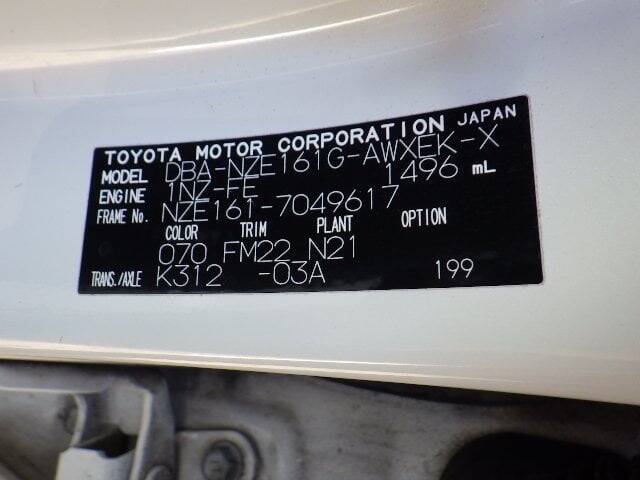 TOYOTA MOTOR CORPORATION JAPAN
MODEL DBA-NZE161G-AWXEK-X
ENGINE 1NZ-FE 1496 mL
FRAME No. NZE161-7049617
COLOR TRIM PLANT OPTION
070 FM22 N21
TRANS./AXLE K312 -03A 199